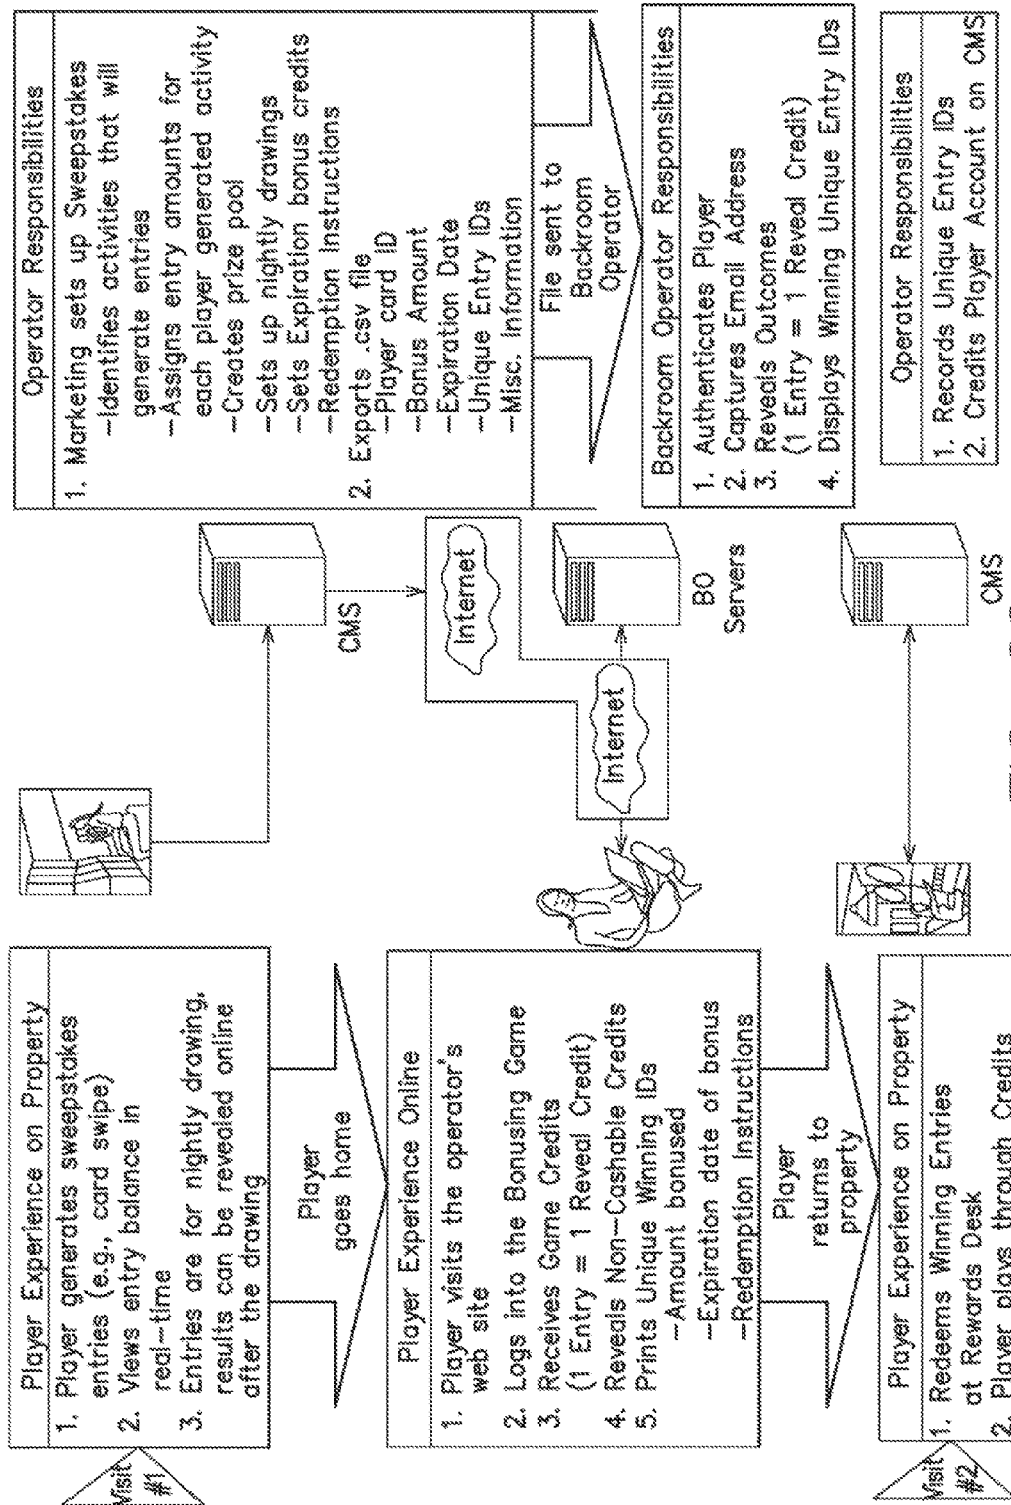 Visit
#1
Player Experience on Property
1. Player generates sweepstakes
entries (e.g., card swipe)
2. Views entry balance in
real-time
3. Entries are for nightly drawing,
results can be revealed online
after the drawing
Player
goes home
Player Experience Online
1. Player visits the operator's
web site
2. Logs into the Bonusing Game
3. Receives Game Credits
(1 Entry = 1 Reveal Credit)
4. Reveals Non-Cashable Credits
5. Prints Unique Winning IDs
-Amount bonused
-Expiration date of bonus
-Redemption Instructions
Player
returns to
property
Visit
#2
Player Experience on Property
1. Redeems Winning Entries
at Rewards Desk
2. Player plays through Credits
CMS
Internet
Internet
BO
Servers
CMS
Operator Responsibilities
1. Marketing sets up Sweepstakes
-Identifies activities that will
generate entries
-Assigns entry amounts for
each player generated activity
-Creates prize pool
-Sets up nightly drawings
-Sets Expiration bonus credits
-Redemption Instructions
2. Exports .csv file
-Player card ID
-Bonus Amount
-Expiration Date
-Unique Entry IDs
-Misc. Information
File sent to
Backroom
Operator
Backroom Operator Responsibilities
1. Authenticates Player
2. Captures Email Address
3. Reveals Outcomes
(1 Entry = 1 Reveal Credit)
4. Displays Winning Unique Entry IDs
Operator Responsibilities
1. Records Unique Entry IDs
2. Credits Player Account on CMS